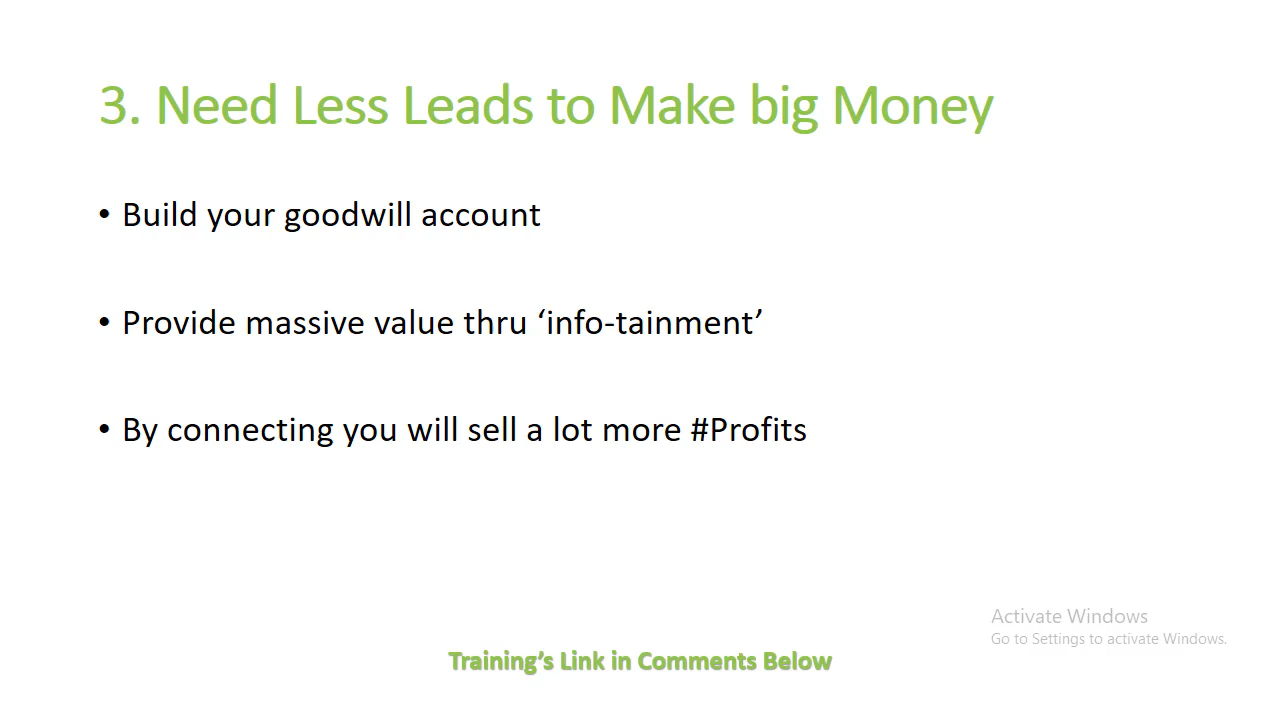 3. Need Less Leads to Make big Money
• Build your goodwill account
• Provide massive value thru ‘info-tainment’
• By connecting you will sell a lot more #Profits
Activate Windows
Go to Settings to activate Windows.
Training’s Link in Comments Below